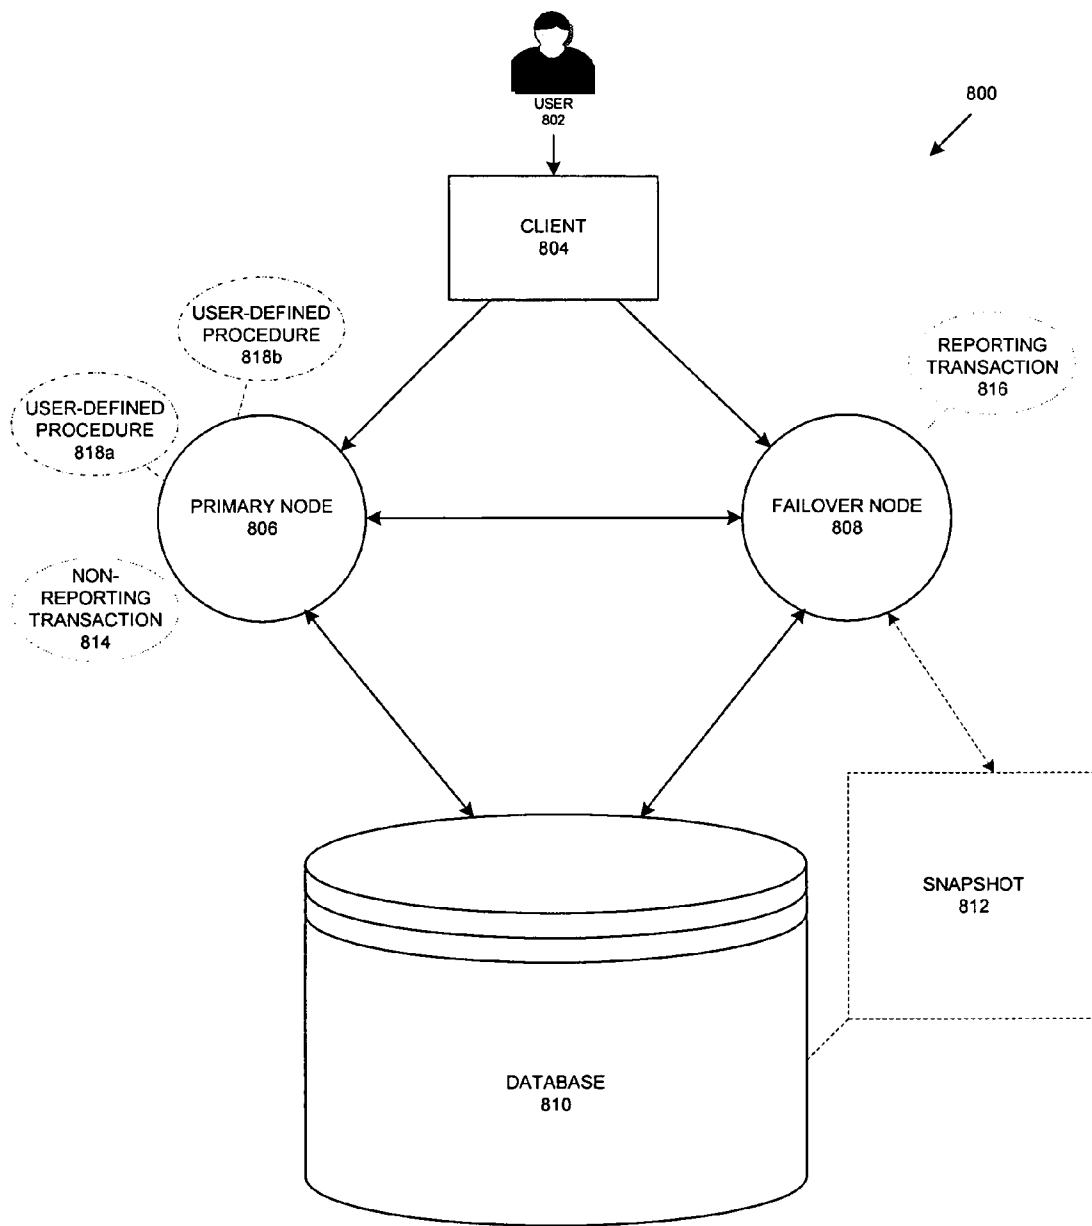 USER
802
800
CLIENT
804
USER-DEFINED
PROCEDURE
818b
REPORTING
TRANSACTION
816
USER-DEFINED
PROCEDURE
818a
PRIMARY NODE
806
FAILOVER NODE
808
NON-
REPORTING
TRANSACTION
814
SNAPSHOT
812
DATABASE
810